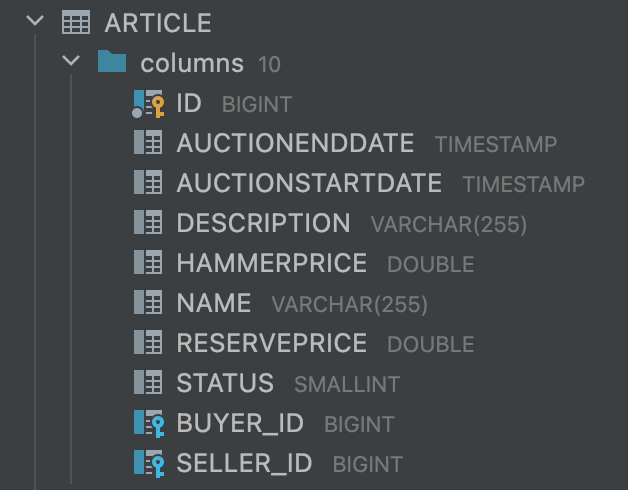 ARTICLE
columns 10
ID BIGINT
AUCTIONENDDATE TIMESTAMP
AUCTIONSTARTDATE TIMESTAMP
DESCRIPTION VARCHAR(255)
HAMMERPRICE DOUBLE
NAME VARCHAR(255)
RESERVEPRICE DOUBLE
STATUS SMALLINT
BUYER_ID BIGINT
SELLER_ID BIGINT